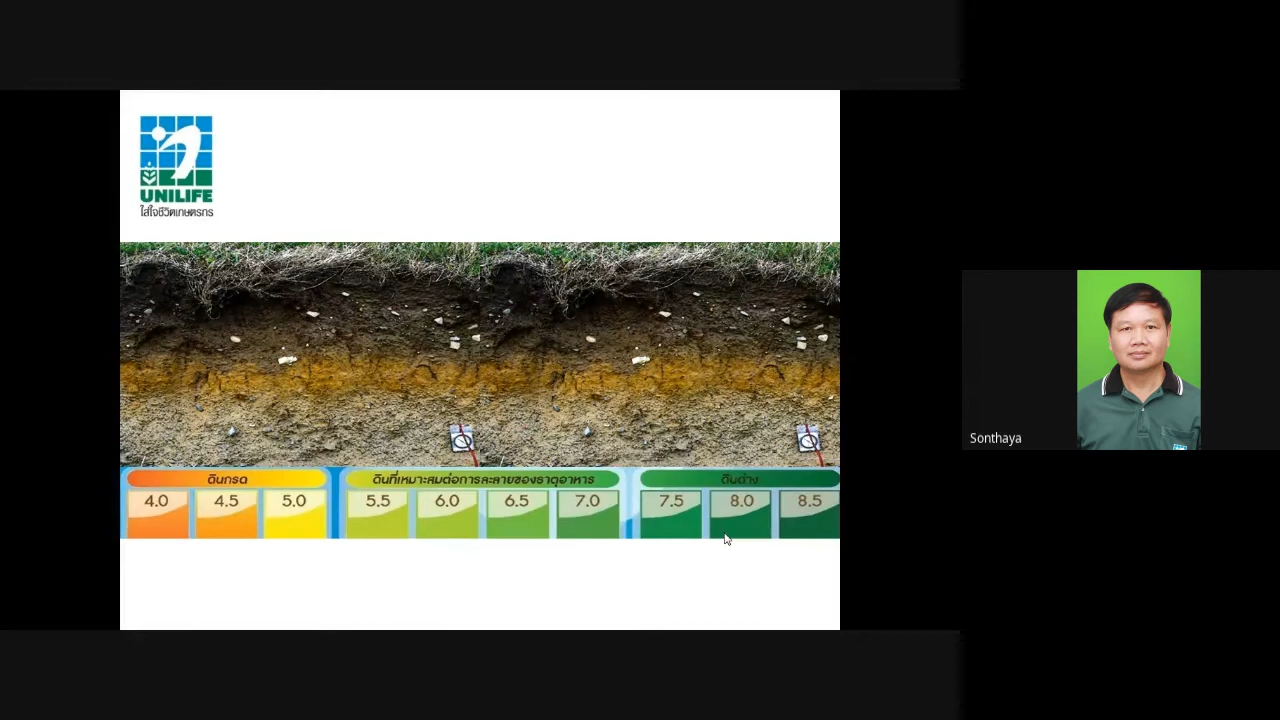 UNILIFE
ใส่ใจชีวิตเกษตรกร
ดินกรด
ดินที่เหมาะสมต่อการละลายของธาตุอาหาร
ดินด่าง
4.0 4.5 5.0 5.5 6.0 6.5 7.0 7.5 8.0 8.5
Sonthaya